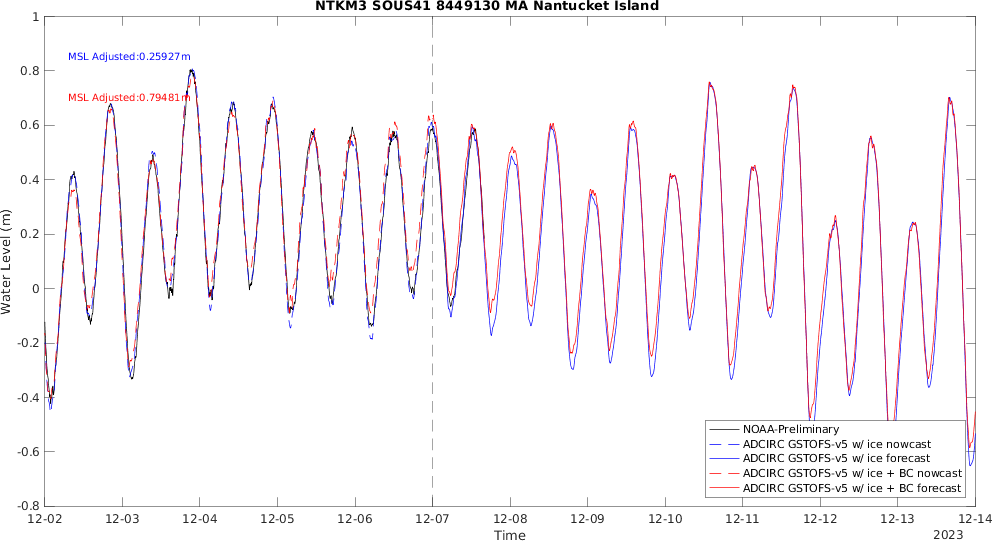 NTKM3 SOUS41 8449130 MA Nantucket Island
1
0.8
0.6
0.4
0.2
0
-0.2
-0.4
-0.6
-0.8
Water Level (m)
MSL Adjusted:0.25927m
MSL Adjusted:0.79481m
NOAA-Preliminary
ADCIRC GSTOFS-v5 w/ ice nowcast
ADCIRC GSTOFS-v5 w/ ice forecast
ADCIRC GSTOFS-v5 w/ ice + BC nowcast
ADCIRC GSTOFS-v5 w/ ice + BC forecast
12-02 12-03 12-04 12-05 12-06 12-07 12-08 12-09 12-10 12-11 12-12 12-13 12-14
Time
2023